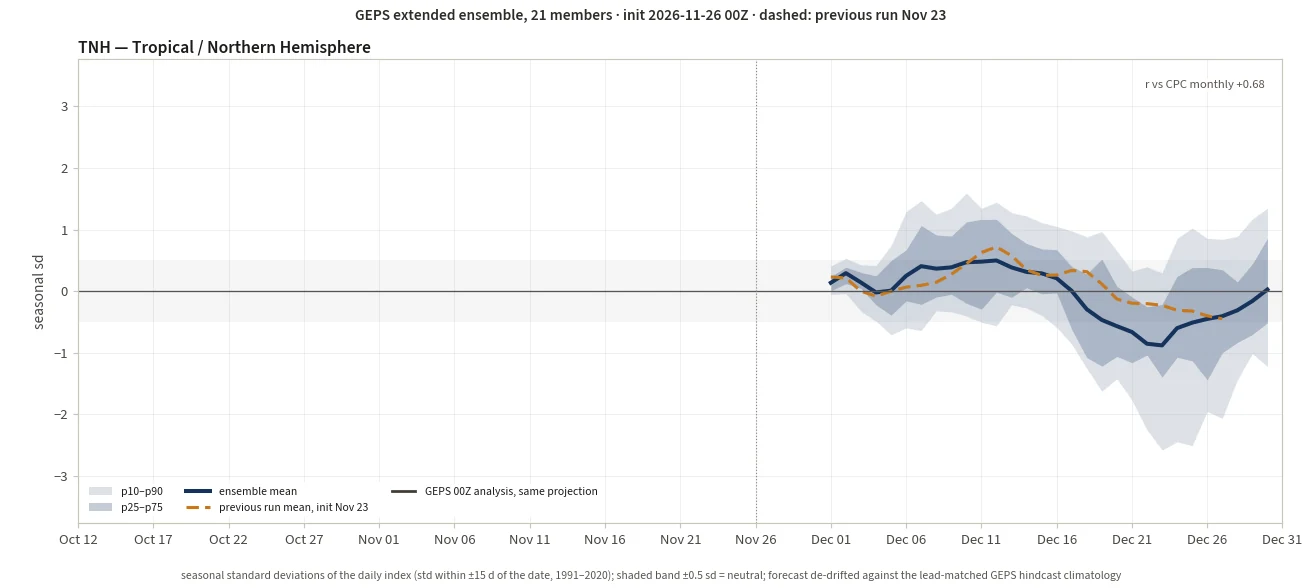 GEPS extended ensemble, 21 members · init 2026-11-26 00Z · dashed: previous run Nov 23
TNH — Tropical / Northern Hemisphere
r vs CPC monthly +0.68
seasonal sd
3
2
1
0
−1
−2
−3
p10–p90
p25–p75
ensemble mean
previous run mean, init Nov 23
GEPS 00Z analysis, same projection
Oct 12 Oct 17 Oct 22 Oct 27 Nov 01 Nov 06 Nov 11 Nov 16 Nov 21 Nov 26 Dec 01 Dec 06 Dec 11 Dec 16 Dec 21 Dec 26 Dec 31
seasonal standard deviations of the daily index (std within ±15 d of the date, 1991–2020); shaded band ±0.5 sd = neutral; forecast de-drifted against the lead-matched GEPS hindcast climatology